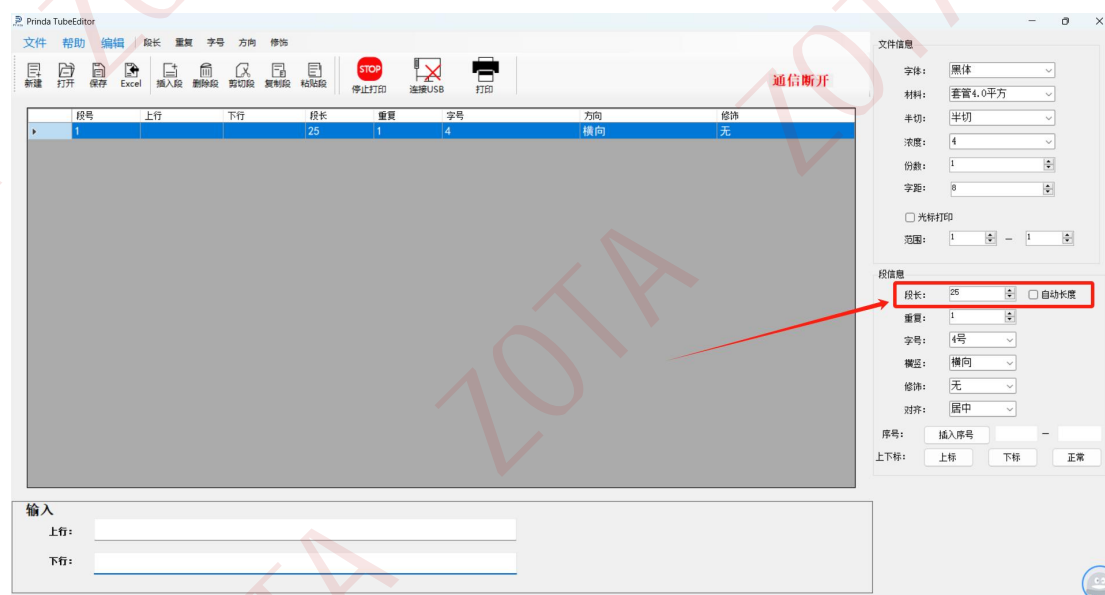 Prinda TubeEditor
文件 帮助 编辑 段长 重复 字号 方向 修饰
新建 打开 保存 Excel 插入段 删除段 剪切段 复制段 粘贴段 STOP 停止打印 连接USB 打印
通信断开
段号 上行 下行 段长 重复 字号 方向 修饰
1 25 1 4 横向 无
文件信息
字体: 黑体
材料: 套管4.0平方
半切: 半切
浓度: 4
份数: 1
字距: 8
光标打印
范围: 1 — 1
段信息
段长: 25 自动长度
重复: 1
字号: 4号
横竖: 横向
修饰: 无
对齐: 居中
序号: 插入序号 —
上下标: 上标 下标 正常
输入
上行:
下行:
ZOTA
ZOTA
ZOTA